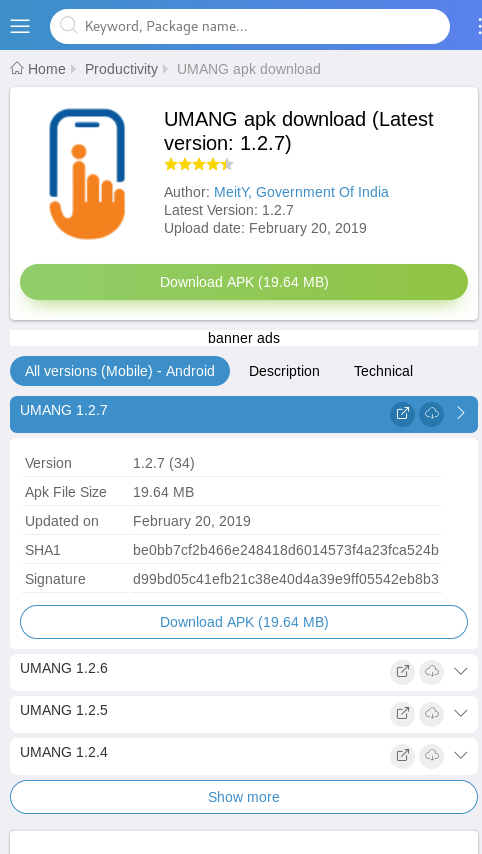 Keyword, Package name...
Home Productivity UMANG apk download
UMANG apk download (Latest
version: 1.2.7)
Author: MeitY, Government Of India
Latest Version: 1.2.7
Upload date: February 20, 2019
Download APK (19.64 MB)
banner ads
All versions (Mobile) - Android Description Technical
UMANG 1.2.7
Version 1.2.7 (34)
Apk File Size 19.64 MB
Updated on February 20, 2019
SHA1 be0bb7cf2b466e248418d6014573f4a23fca524b
Signature d99bd05c41efb21c38e40d4a39e9ff05542eb8b3
Download APK (19.64 MB)
UMANG 1.2.6
UMANG 1.2.5
UMANG 1.2.4
Show more